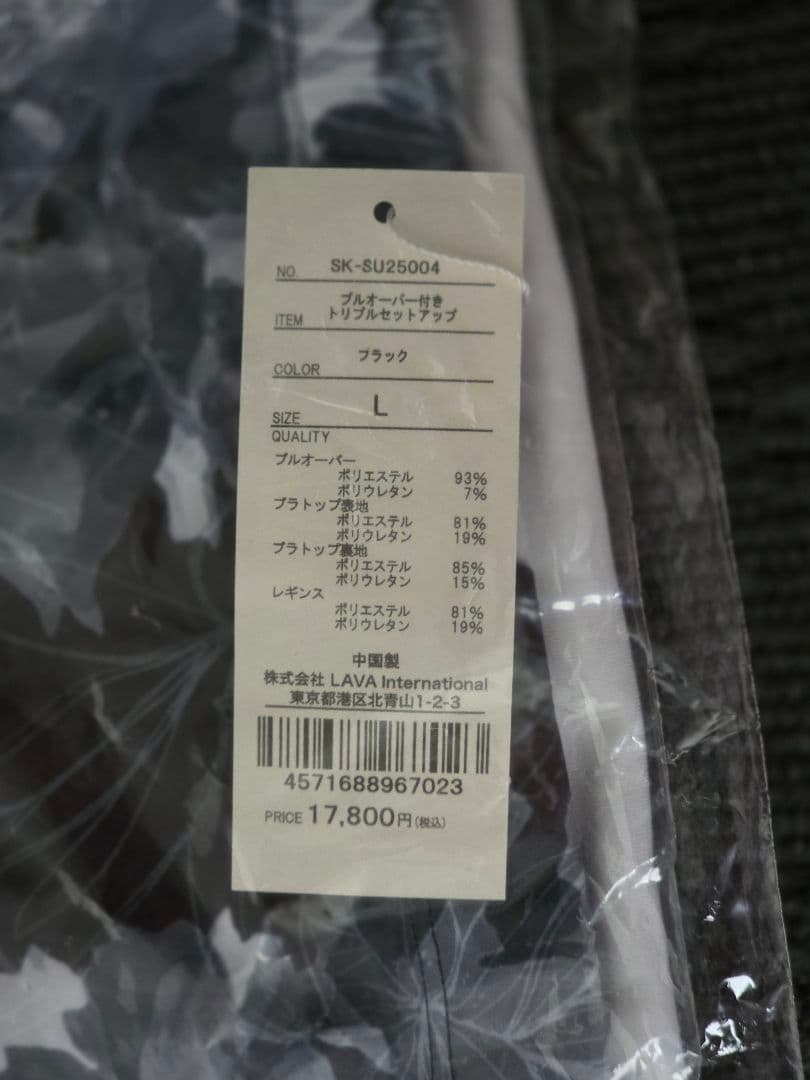 NO. SK-SU25004
ITEM プルオーバー付き
トリプルセットアップ
COLOR ブラック
SIZE L
QUALITY
プルオーバー
ポリエステル 93%
ポリウレタン 7%
ブラトップ表地
ポリエステル 81%
ポリウレタン 19%
ブラトップ裏地
ポリエステル 85%
ポリウレタン 15%
レギンス
ポリエステル 81%
ポリウレタン 19%
中国製
株式会社 LAVA International
東京都港区北青山1-2-3
4571688967023
PRICE 17,800円(税込)